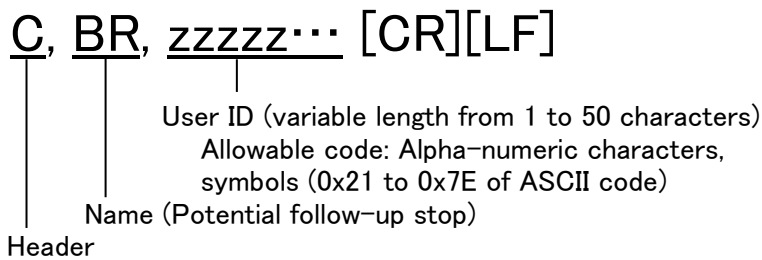 C, BR, zzzzz⋯ [CR][LF]
User ID (variable length from 1 to 50 characters)
Allowable code: Alpha-numeric characters,
symbols (0x21 to 0x7E of ASCII code)
Name (Potential follow-up stop)
Header